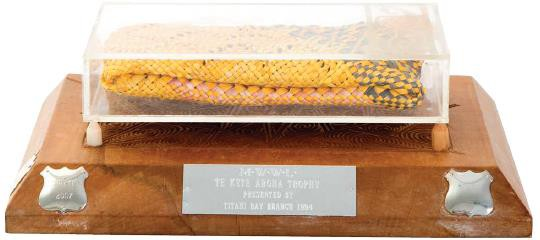 M·W·W·L·
TE KETE AROHA TROPHY
PRESENTED BY
TITAHI BAY BRANCH 1994